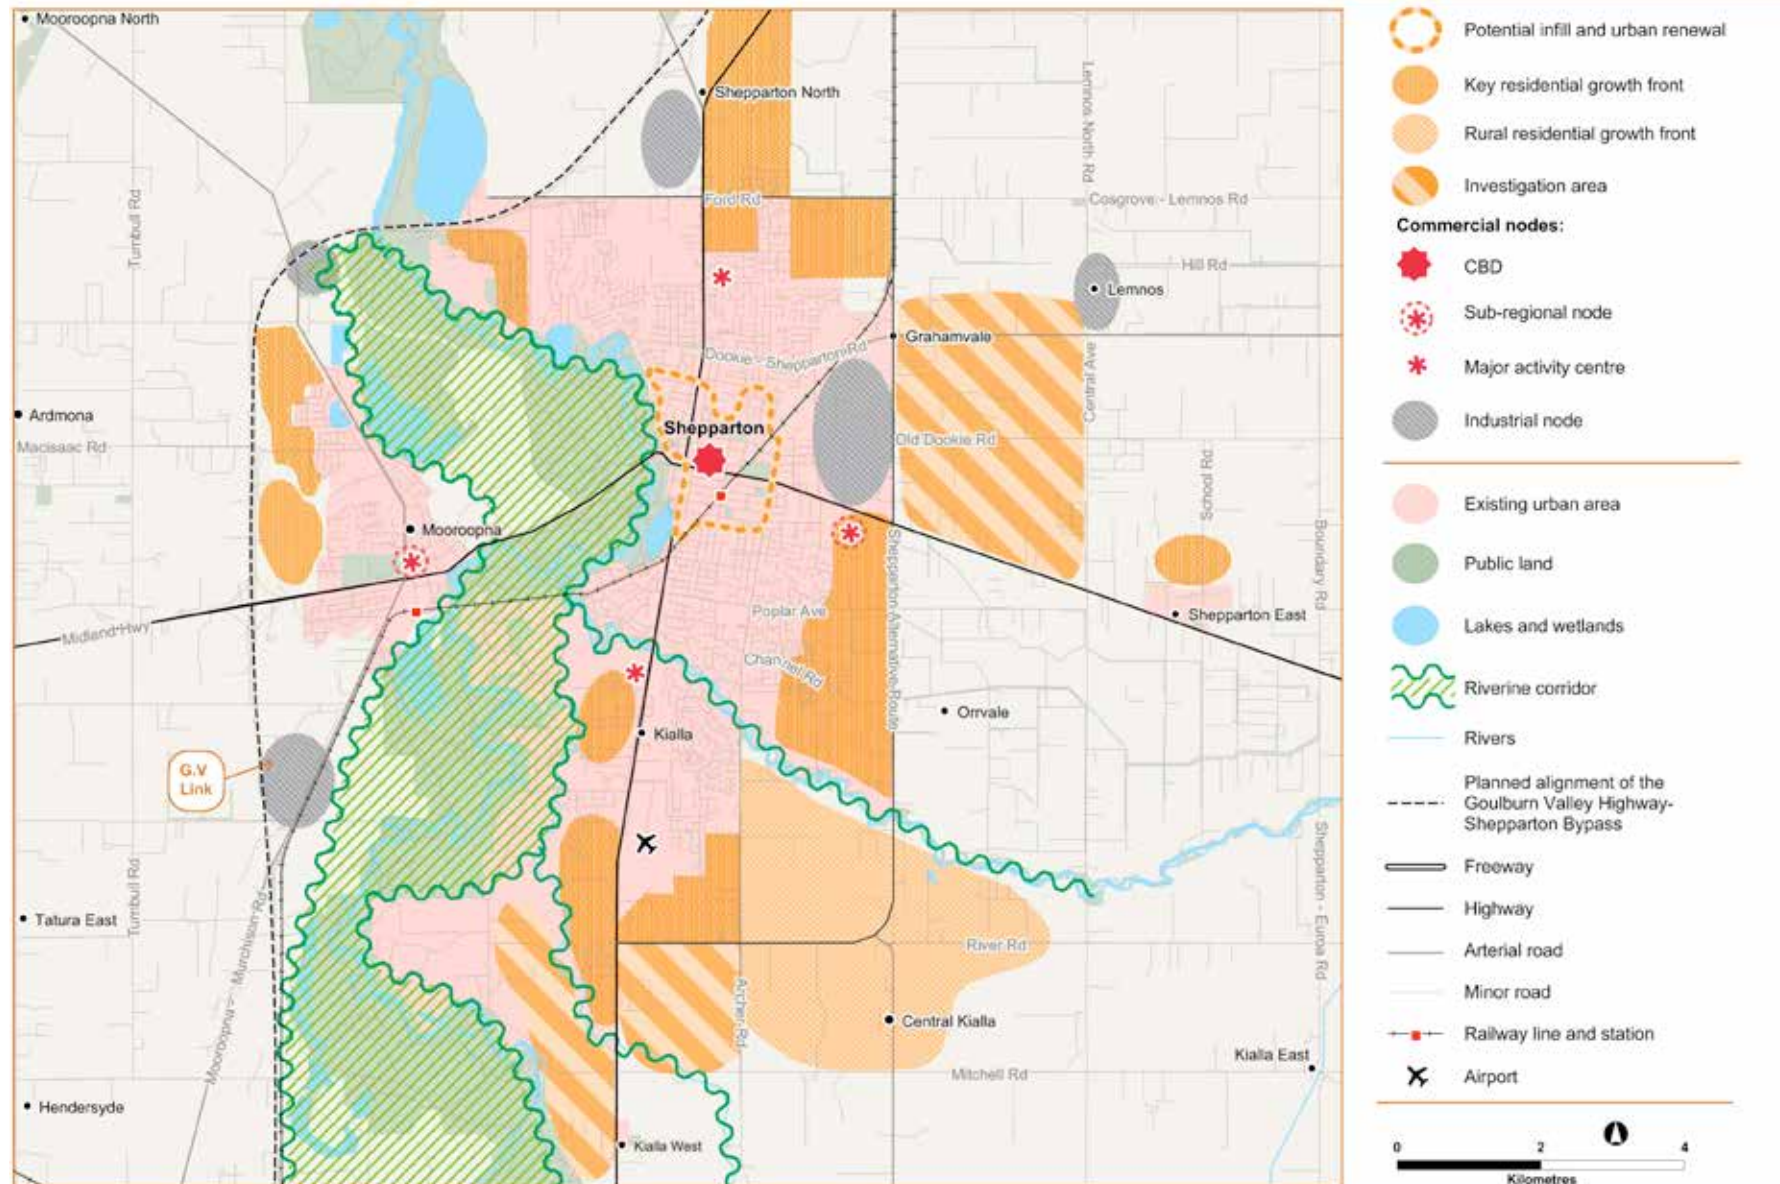 Mooroopna North
Shepparton North
Lemnos North Rd
Turnbull Rd
Ford Rd
Cosgrove - Lemnos Rd
Hill Rd
Lemnos
Grahamvale
Dookie - Shepparton Rd
Central Ave
Ardmona
Macisaac Rd
Shepparton
Old Dookie Rd
School Rd
Mooroopna
Boundary Rd
Shepparton Alternative Route
Poplar Ave
Shepparton East
Midland Hwy
Channel Rd
Orrvale
Kialla
G.V
Link
Shepparton - Euroa Rd
Turnbull Rd
Mooroopna - Murchison Rd
Tatura East
River Rd
Archer Rd
Central Kialla
Kialla East
Mitchell Rd
Hendersyde
Kialla West
Potential infill and urban renewal
Key residential growth front
Rural residential growth front
Investigation area
Commercial nodes:
CBD
Sub-regional node
Major activity centre
Industrial node
Existing urban area
Public land
Lakes and wetlands
Riverine corridor
Rivers
Planned alignment of the
Goulburn Valley Highway-
Shepparton Bypass
Freeway
Highway
Arterial road
Minor road
Railway line and station
Airport
0 2 4
Kilometres